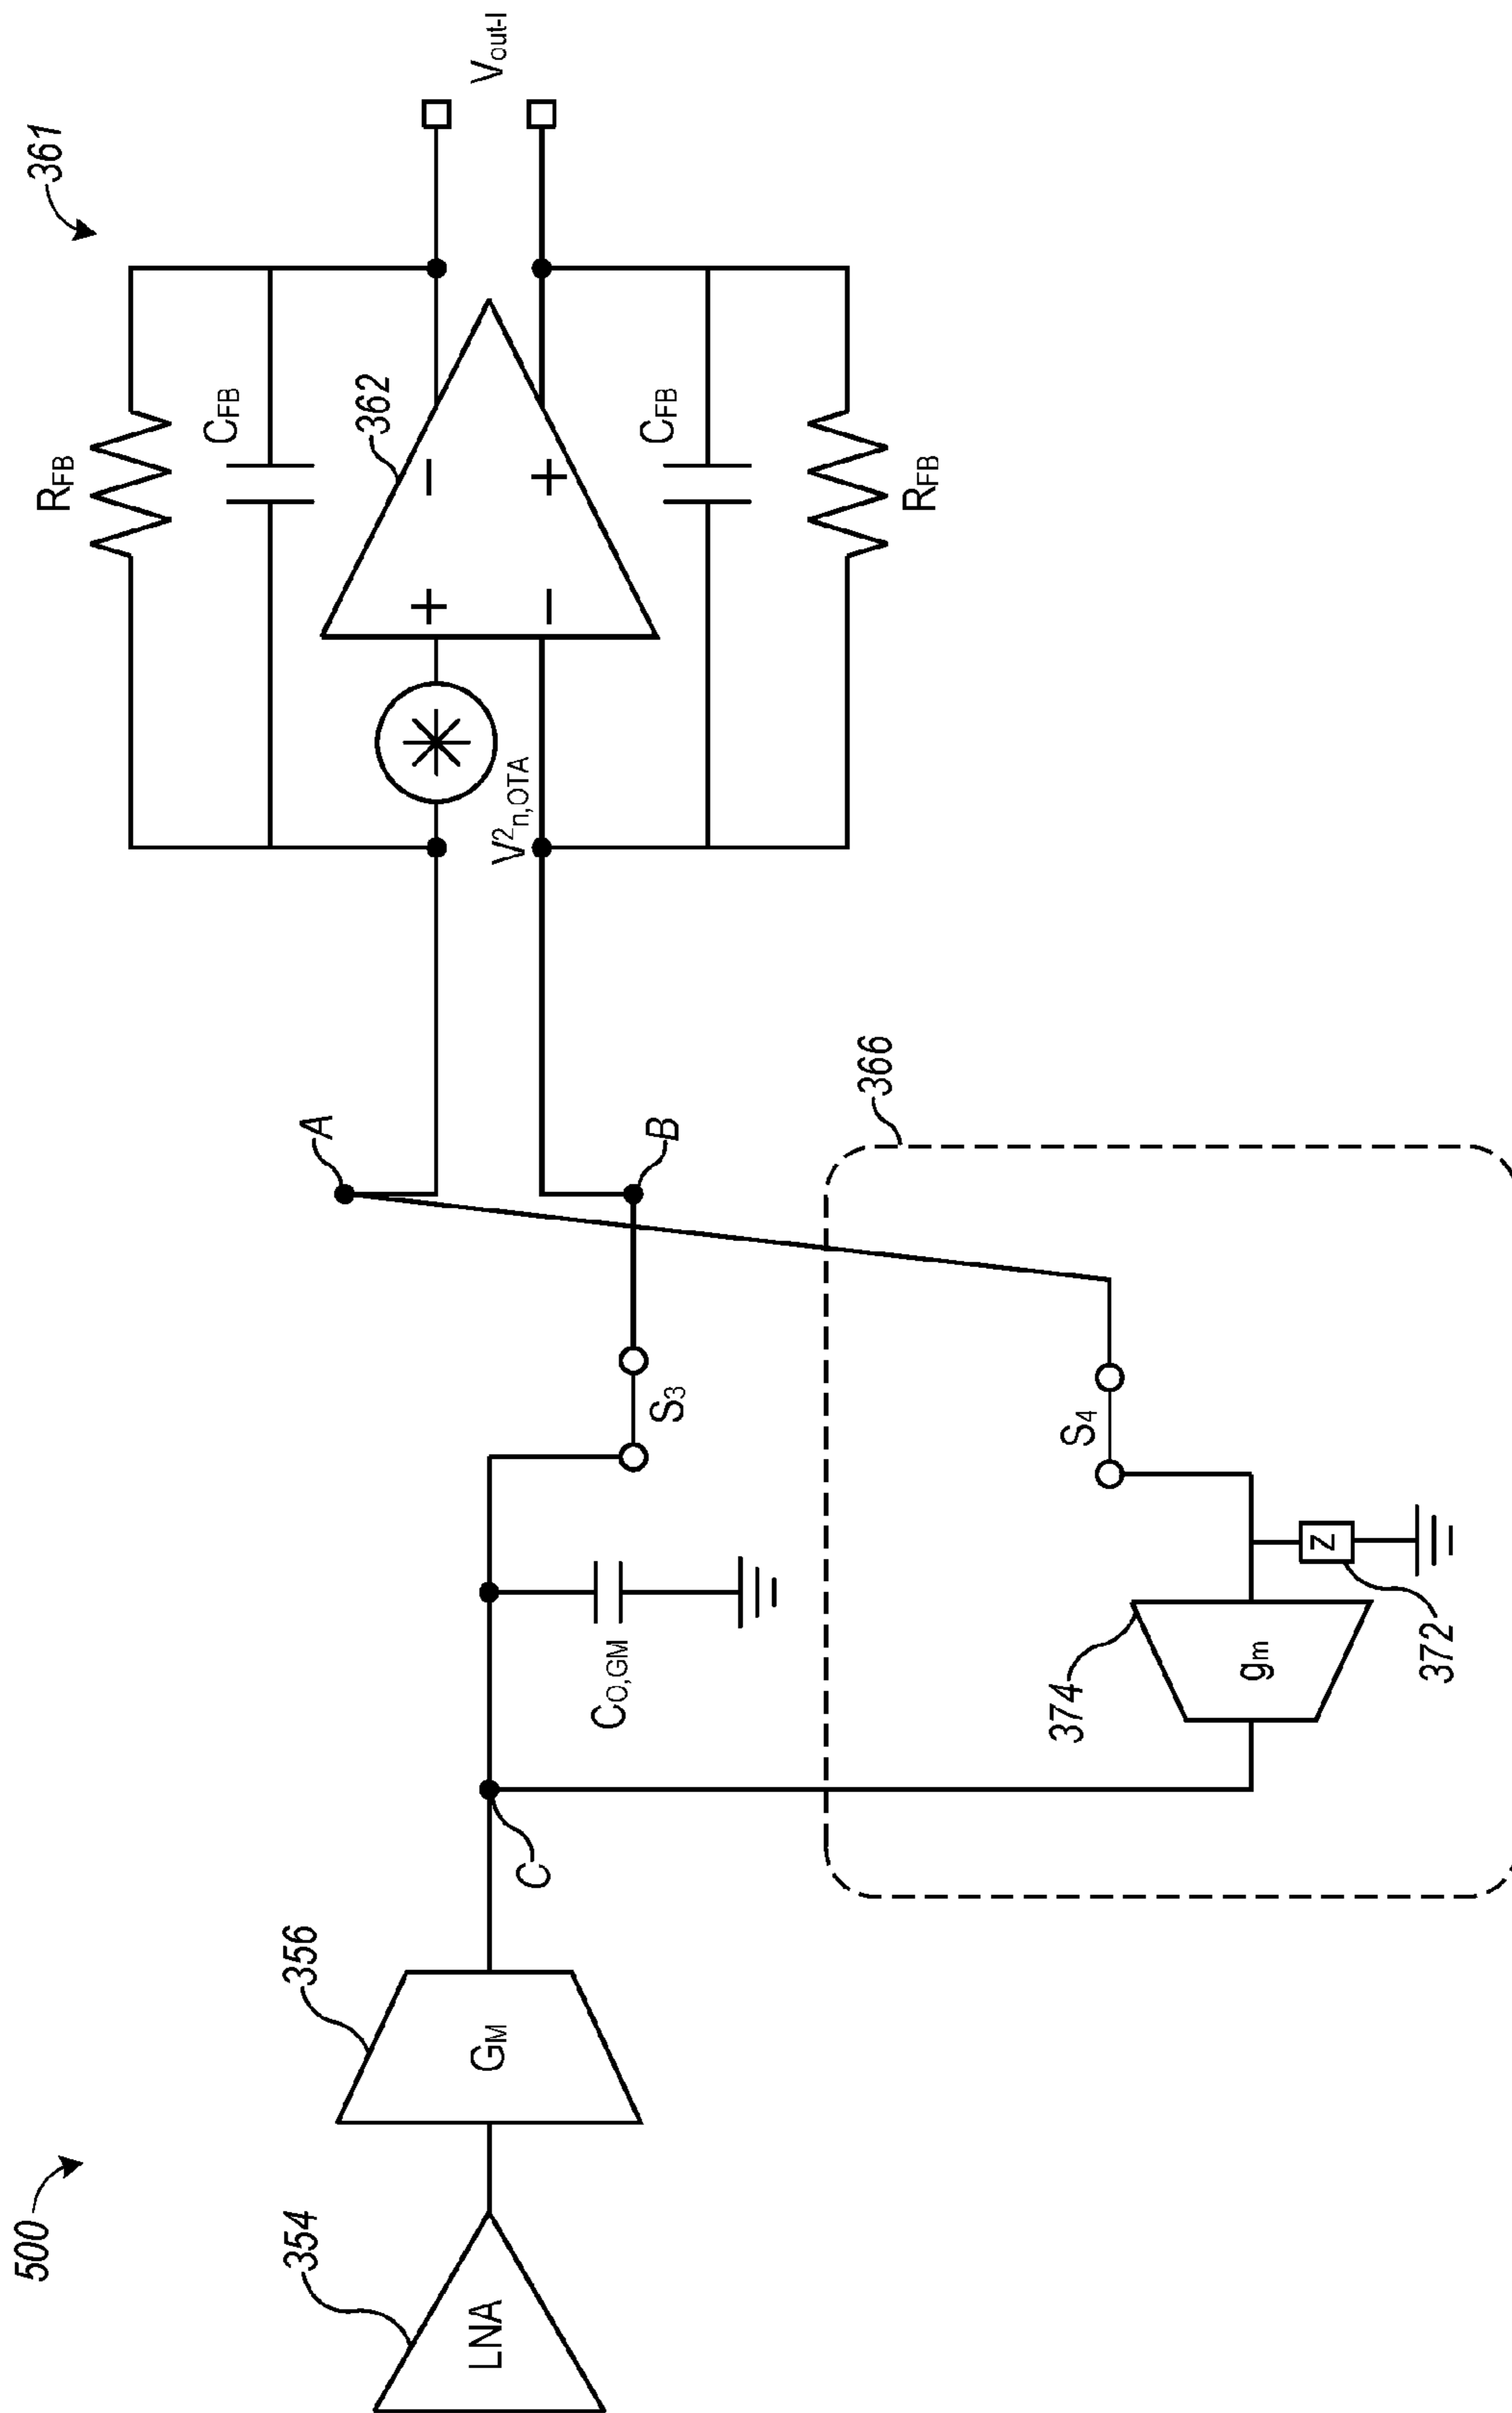 500
354
LNA
356
GM
C
CO,GM
S3
A
B
366
S4
374
gm
Z
372
361
RFB
CFB
362
+
−
−
+
V²n,OTA
CFB
RFB
Vout-I